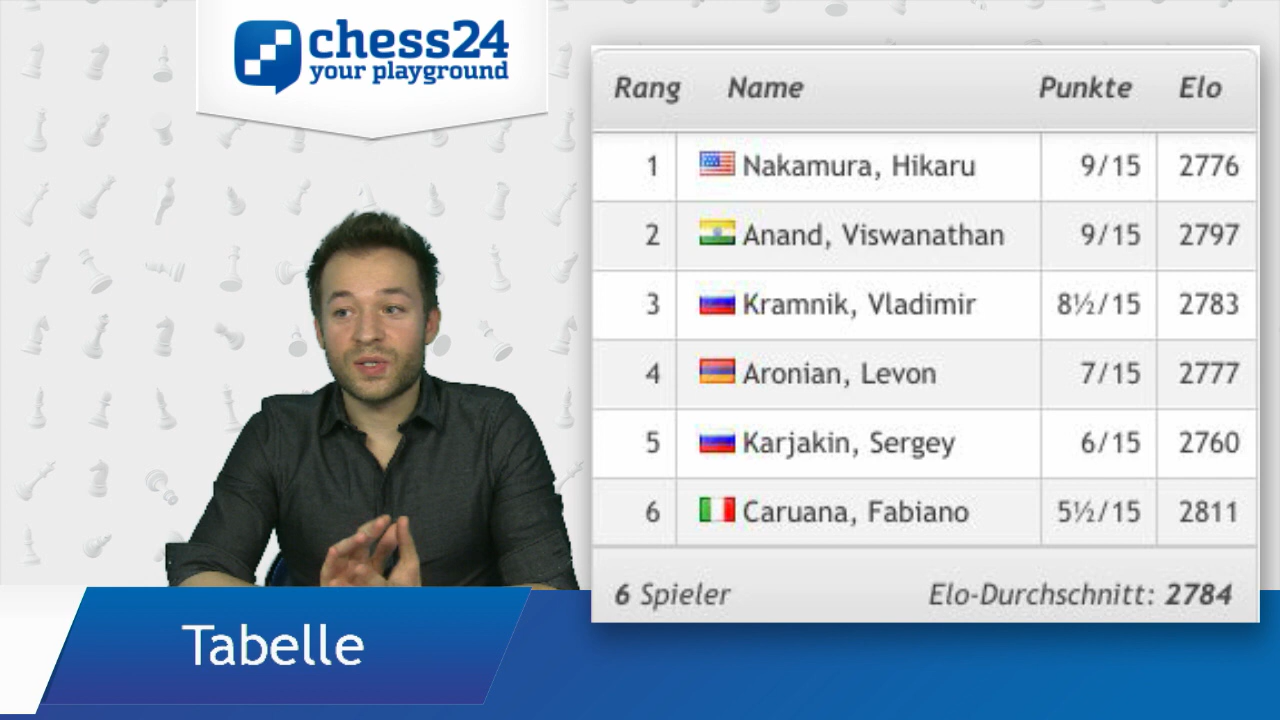 chess24
your playground
Rang Name Punkte Elo
1 Nakamura, Hikaru 9/15 2776
2 Anand, Viswanathan 9/15 2797
3 Kramnik, Vladimir 8½/15 2783
4 Aronian, Levon 7/15 2777
5 Karjakin, Sergey 6/15 2760
6 Caruana, Fabiano 5½/15 2811
6 Spieler Elo-Durchschnitt: 2784
Tabelle